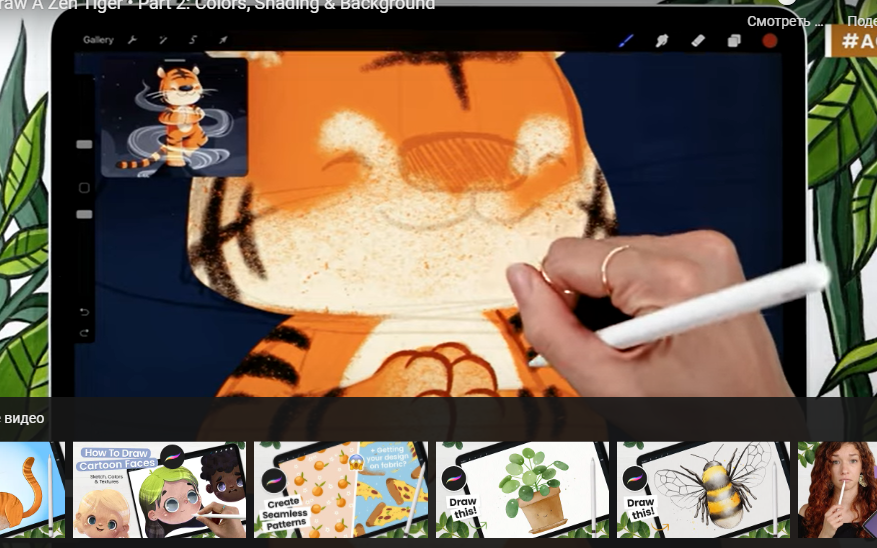 raw A Zen Tiger • Part 2: Colors, Shading & Background
Смотреть ...
Поде
Gallery
#A
е видео
How To Draw
Cartoon Faces
Sketch, Colors
& Textures
Create
Seamless
Patterns
+ Getting
your design
on fabric!
Draw
this!
Draw
this!